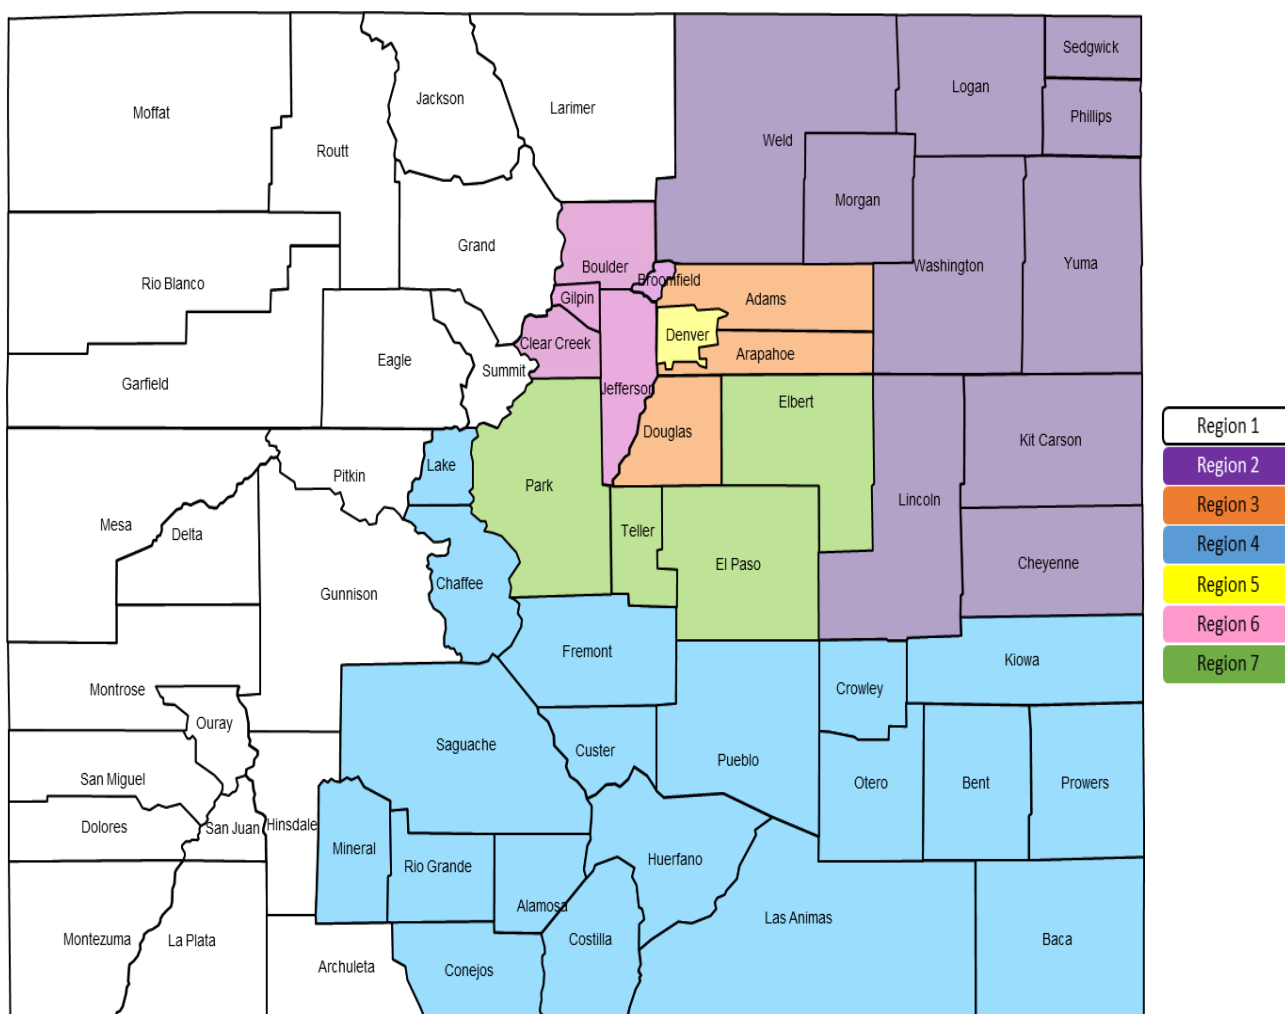 Sedgwick
Logan
Jackson
Larimer
Moffat
Phillips
Weld
Routt
Morgan
Grand
Yuma
Washington
Boulder
Rio Blanco
Broomfield
Gilpin
Adams
Denver
Clear Creek
Arapahoe
Eagle
Summit
Garfield
Jefferson
Elbert
Region 1
Douglas
Kit Carson
Lake
Region 2
Pitkin
Park
Lincoln
Region 3
Mesa
Delta
Teller
Region 4
El Paso
Cheyenne
Chaffee
Region 5
Gunnison
Region 6
Fremont
Kiowa
Region 7
Montrose
Crowley
Ouray
Saguache
Custer
Pueblo
San Miguel
Otero
Bent
Prowers
Dolores
San Juan
Hinsdale
Mineral
Rio Grande
Huerfano
Alamosa
Las Animas
Montezuma
La Plata
Costilla
Baca
Archuleta
Conejos